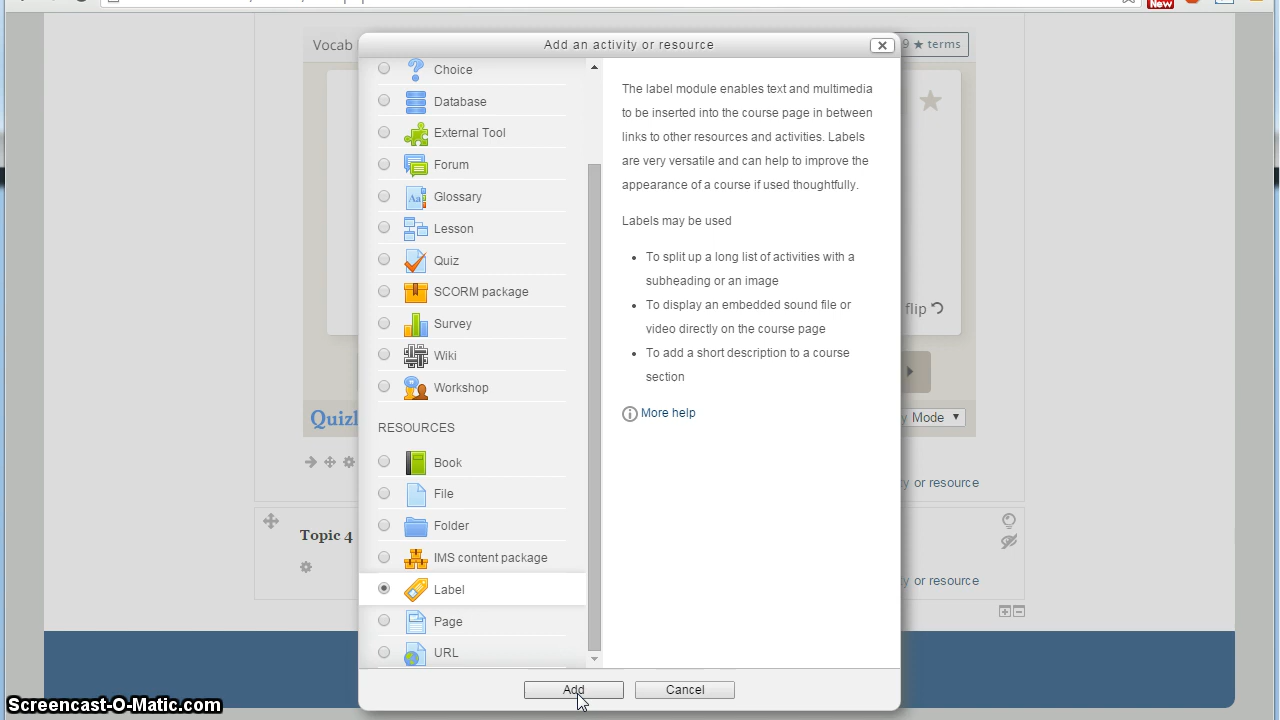 New
Add an activity or resource
Vocab
9 ★ terms
Choice
Database
External Tool
Forum
Glossary
Lesson
Quiz
SCORM package
Survey
Wiki
Workshop
RESOURCES
Book
File
Folder
IMS content package
Label
Page
URL
The label module enables text and multimedia
to be inserted into the course page in between
links to other resources and activities. Labels
are very versatile and can help to improve the
appearance of a course if used thoughtfully.
Labels may be used
• To split up a long list of activities with a
subheading or an image
• To display an embedded sound file or
video directly on the course page
• To add a short description to a course
section
More help
flip
Quizl
y Mode
y or resource
Topic 4
y or resource
Add
Cancel
Screencast-O-Matic.com